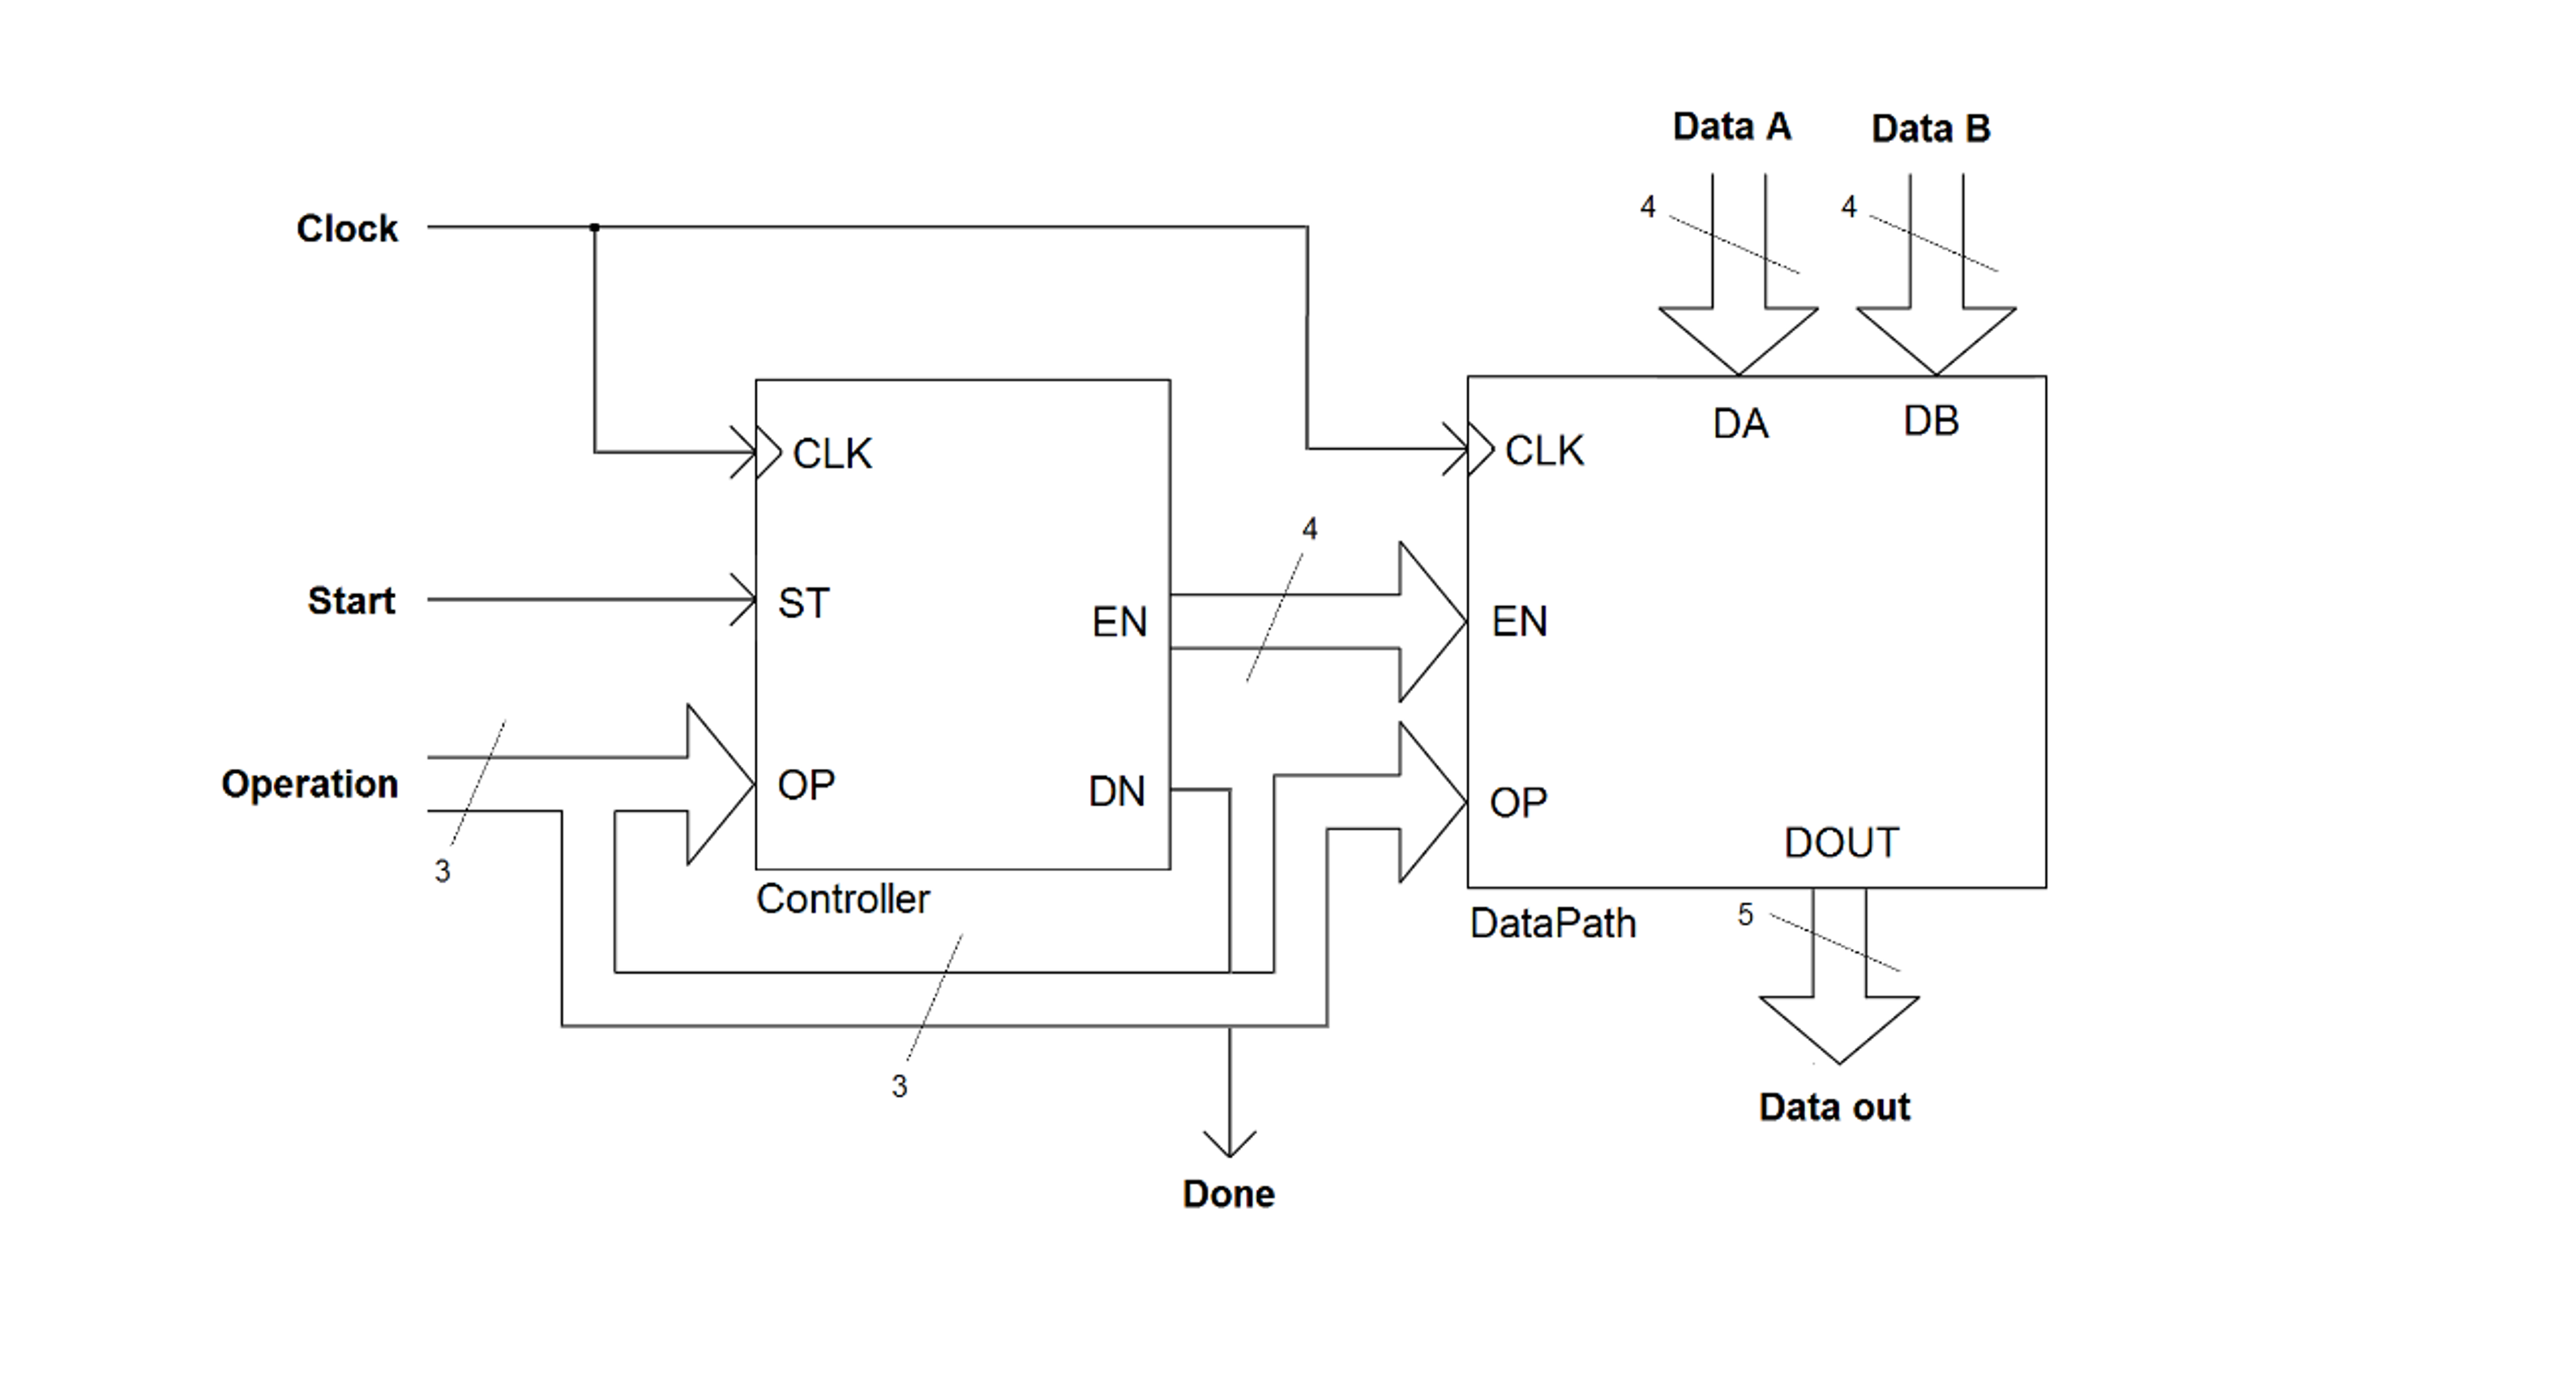 Data A
Data B
4
4
Clock
CLK
CLK
DA
DB
4
Start
ST
EN
EN
Operation
OP
DN
OP
3
DOUT
Controller
DataPath
5
3
Data out
Done